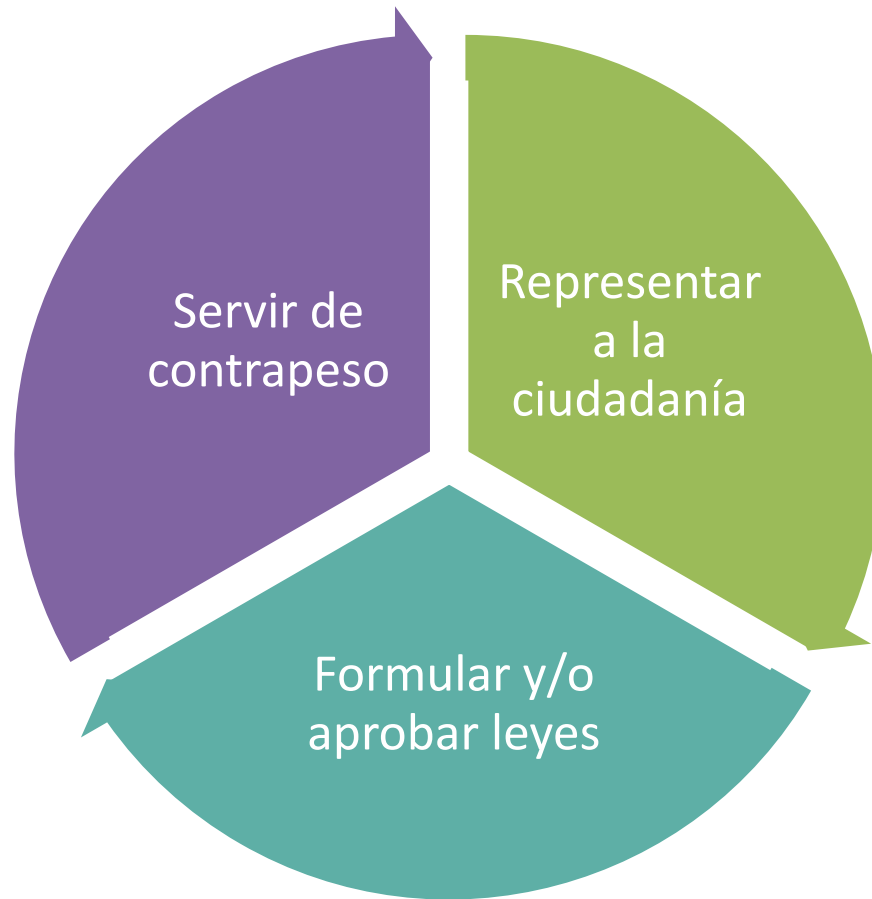 Servir de
contrapeso
Representar
a la
ciudadanía
Formular y/o
aprobar leyes